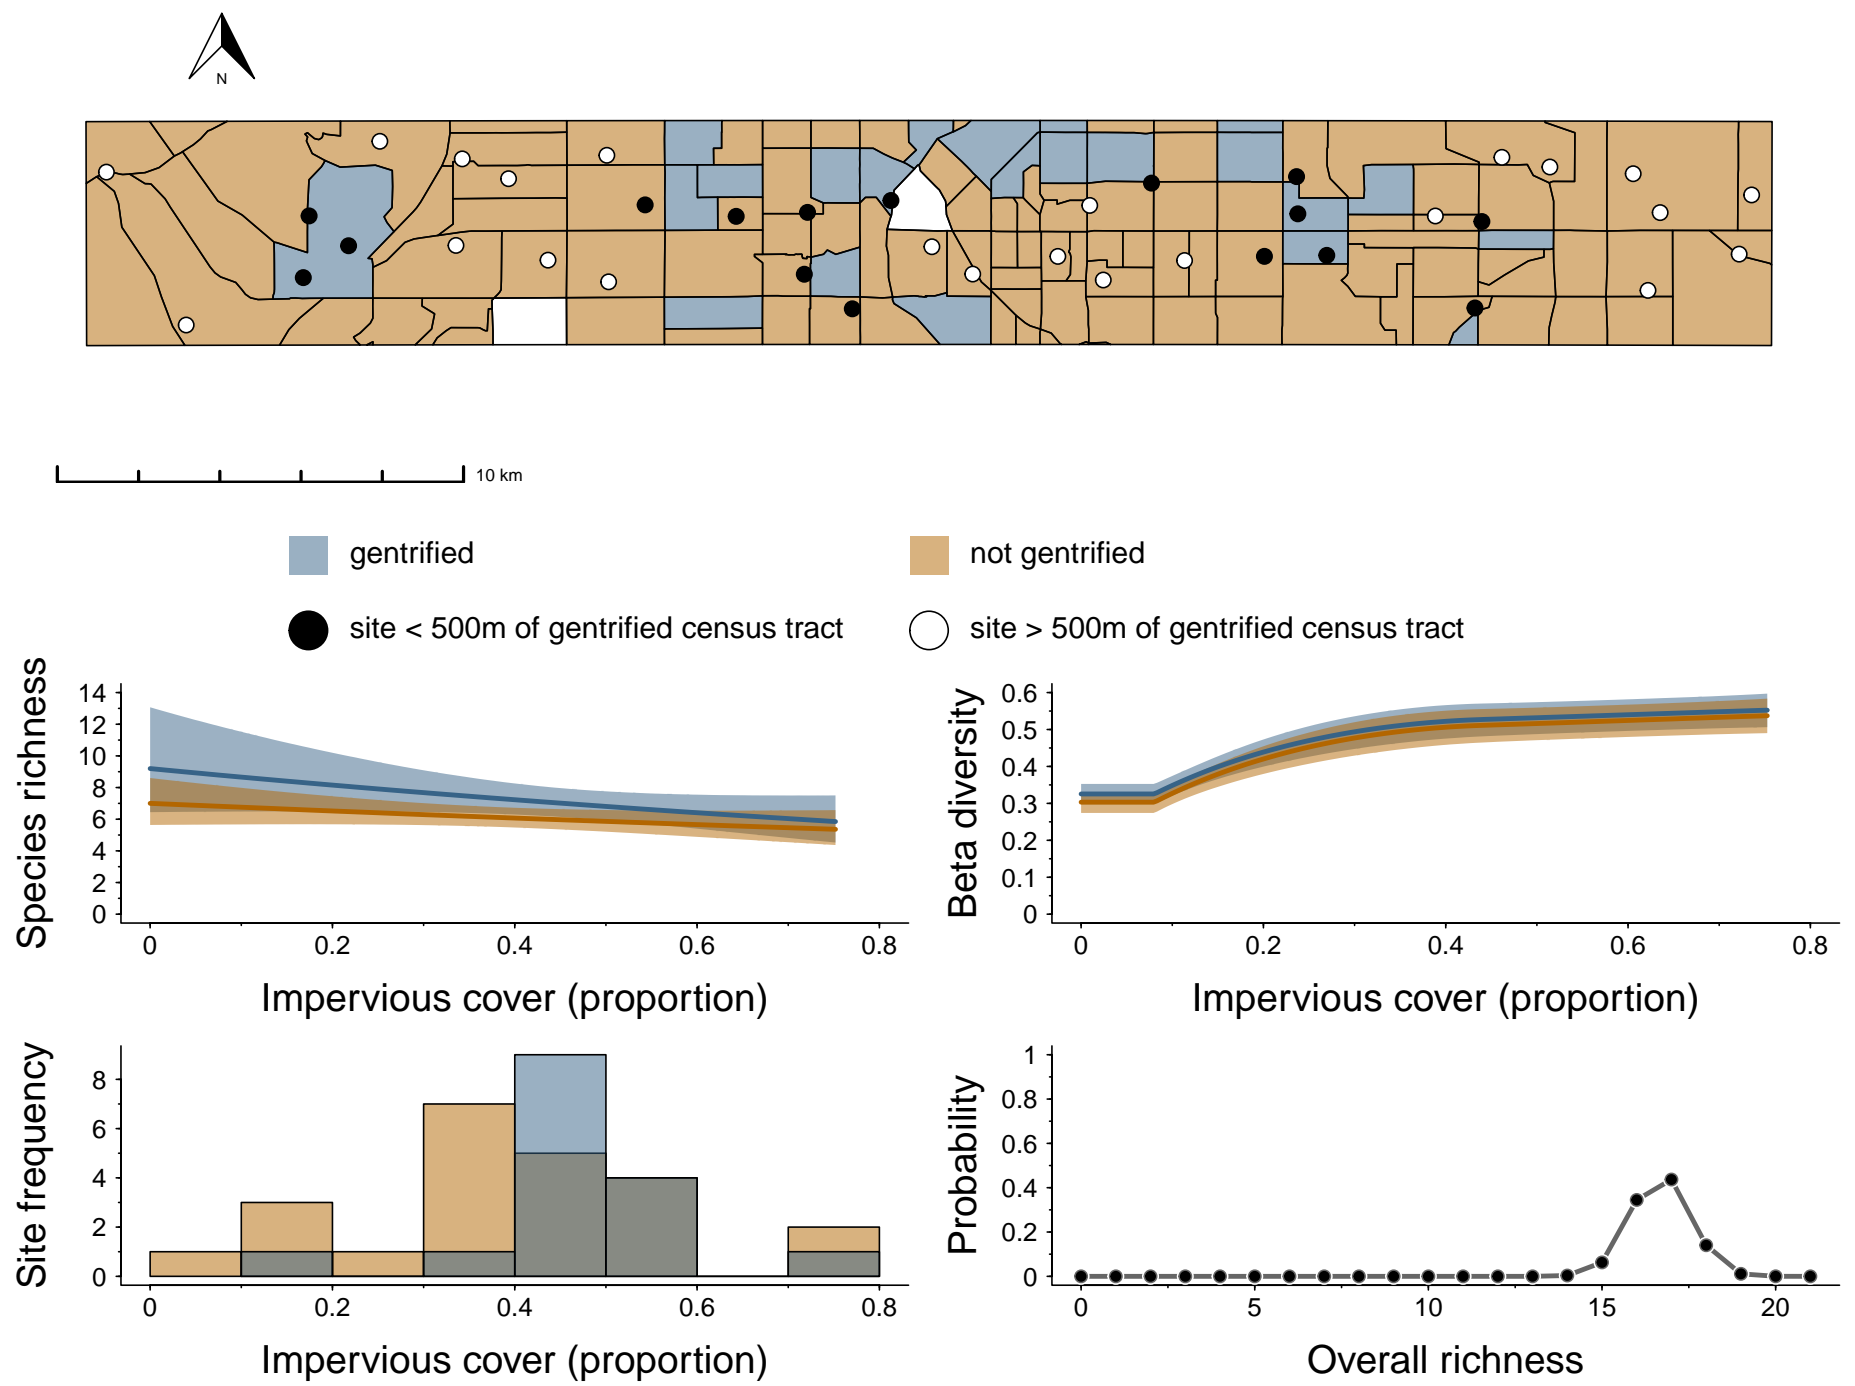 N
10 km
gentrified
not gentrified
site < 500m of gentrified census tract
site > 500m of gentrified census tract
Species richness
14
12
10
8
6
4
2
0
0 0.2 0.4 0.6 0.8
Impervious cover (proportion)
Beta diversity
0.6
0.5
0.4
0.3
0.2
0.1
0
0 0.2 0.4 0.6 0.8
Impervious cover (proportion)
Site frequency
8
6
4
2
0
0 0.2 0.4 0.6 0.8
Impervious cover (proportion)
Probability
1
0.8
0.6
0.4
0.2
0
0 5 10 15 20
Overall richness